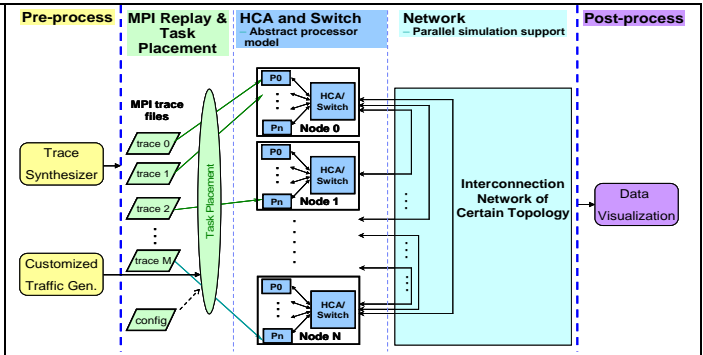 Pre-process
MPI Replay &
Task
Placement
HCA and Switch
– Abstract processor
model
Network
– Parallel simulation support
Post-process
MPI trace
files
trace 0
trace 1
trace 2
trace M
config
Trace
Synthesizer
Customized
Traffic Gen.
Task Placement
P0
HCA/
Switch
Pn
Node 0
P0
HCA/
Switch
Pn
Node 1
P0
HCA/
Switch
Pn
Node N
Interconnection
Network of
Certain Topology
Data
Visualization